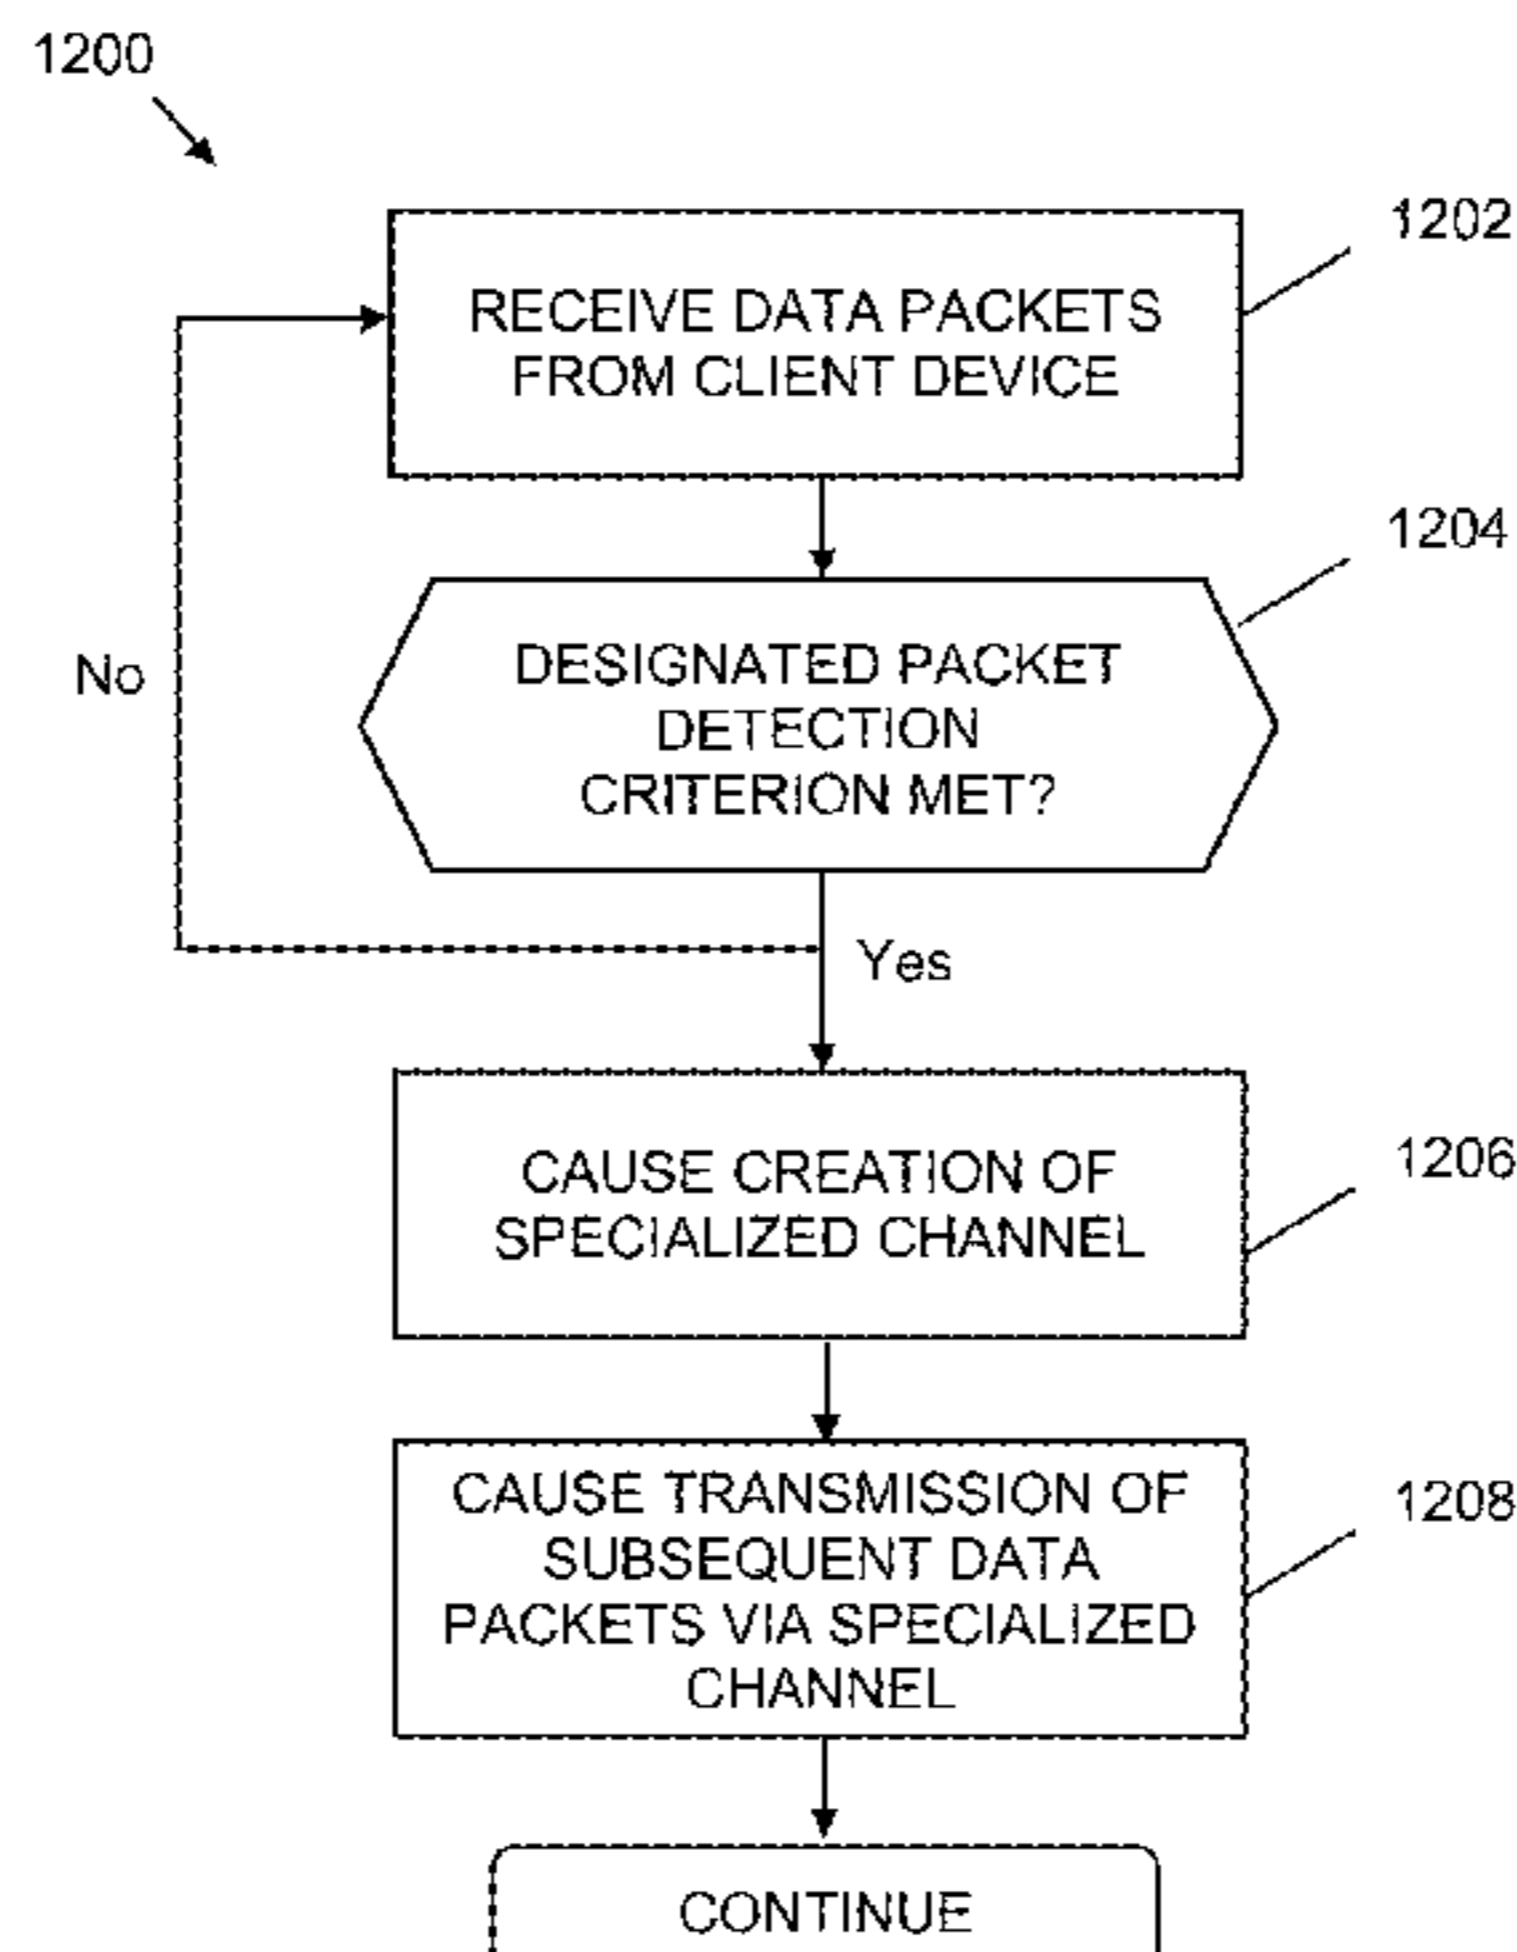 1200
1202
RECEIVE DATA PACKETS
FROM CLIENT DEVICE
1204
DESIGNATED PACKET
DETECTION
CRITERION MET?
No
Yes
1206
CAUSE CREATION OF
SPECIALIZED CHANNEL
1208
CAUSE TRANSMISSION OF
SUBSEQUENT DATA
PACKETS VIA SPECIALIZED
CHANNEL
CONTINUE